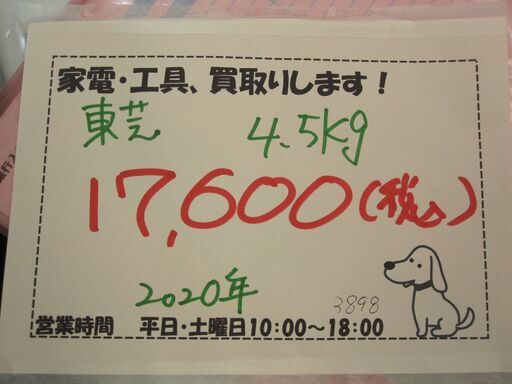 家電・工具、買取りします！
東芝 4.5Kg
17,600(税込)
2020年
3898
営業時間 平日・土曜日10:00～18:00